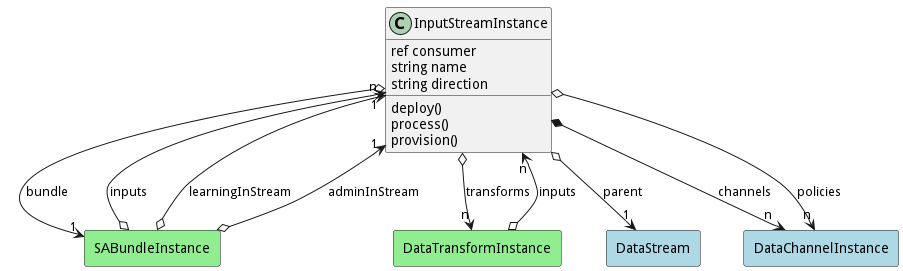 C InputStreamInstance
ref consumer
string name
string direction
deploy()
process()
provision()
n
1
1
bundle
inputs
learningInStream
adminInStream
transforms
n
inputs
parent
channels
policies
1
n
1
n
n
SABundleInstance
DataTransformInstance
DataStream
DataChannelInstance